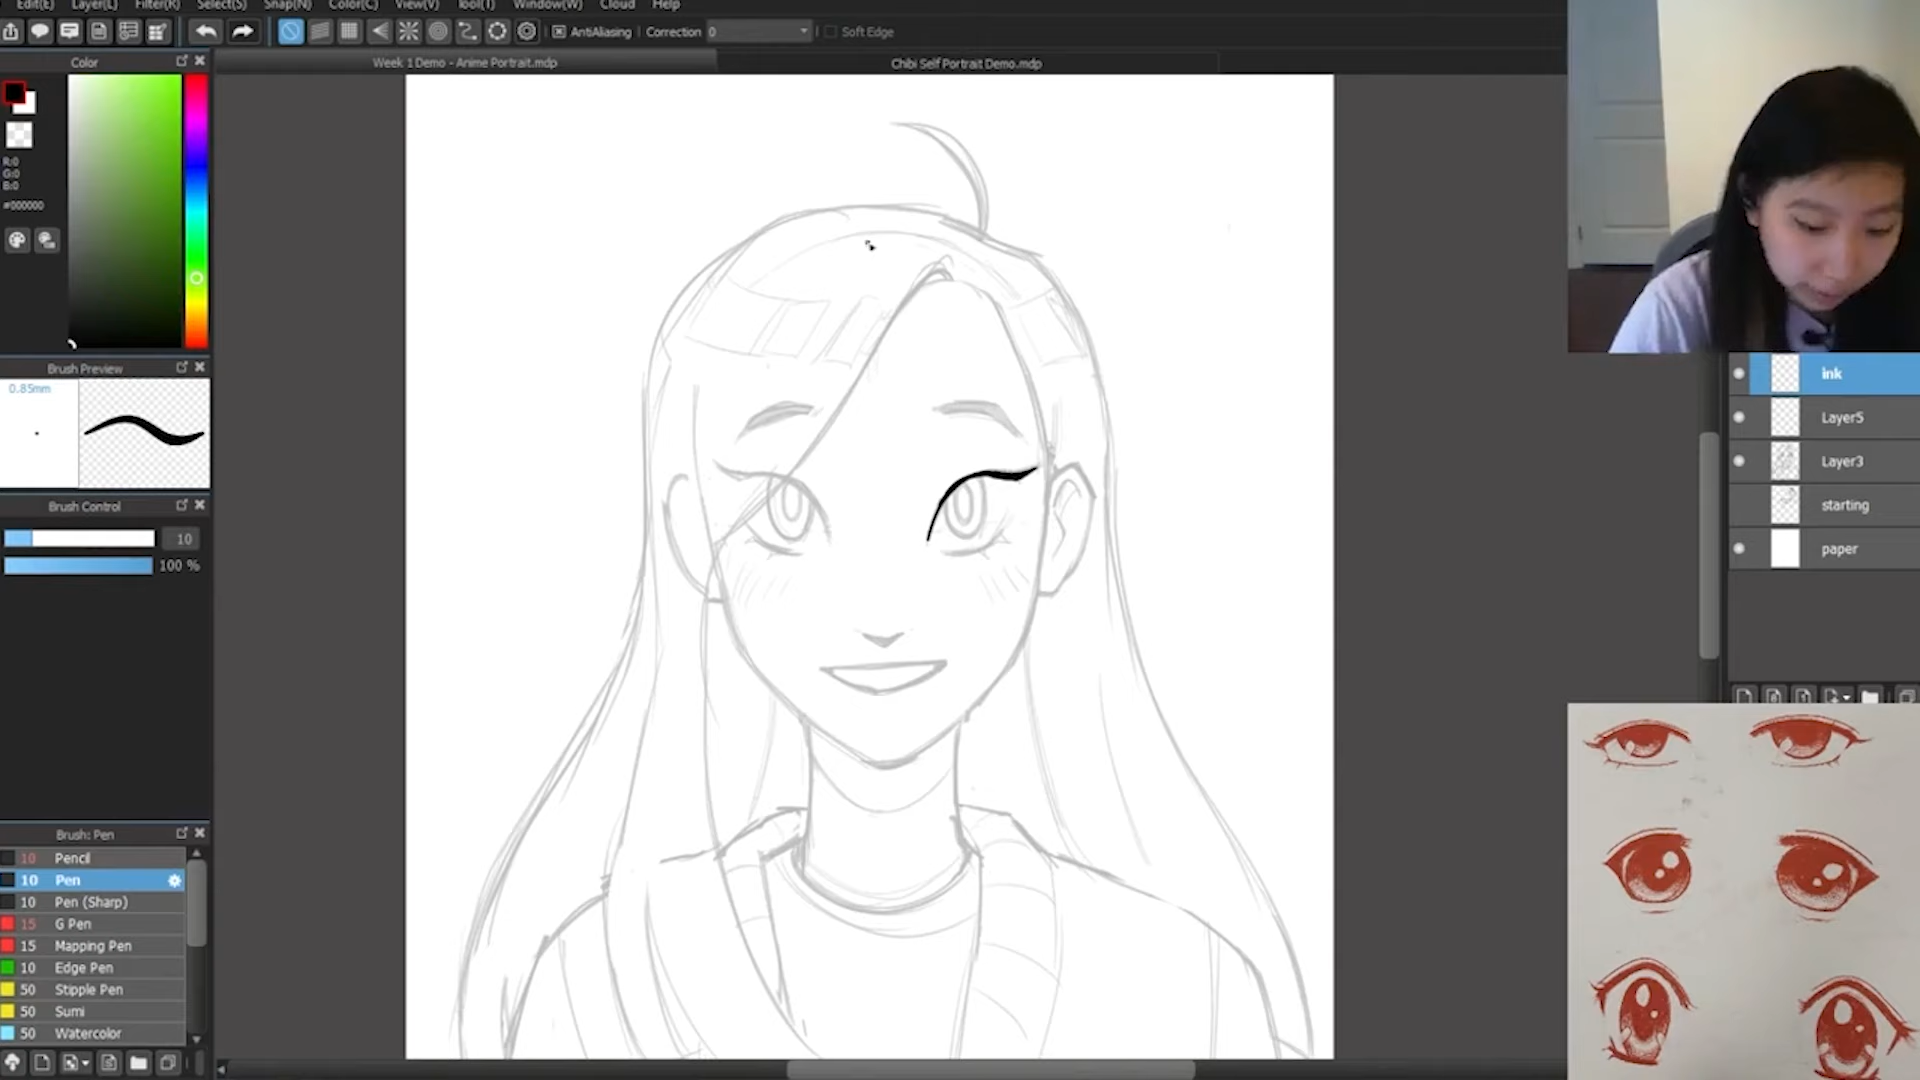 Edit(E) Layer(L) Filter(R) Select(S) Snap(N) Color(C) View(V) Tool(T) Window(W) Cloud Help
AntiAliasing Correction 0 Soft Edge
Color
Week 1 Demo - Anime Portrait.mdp
Chibi Self Portrait Demo.mdp
R:0
G:0
B:0
#000000
Brush Preview
0.85mm
Brush Control
10
100 %
Brush: Pen
10 Pencil
10 Pen
10 Pen (Sharp)
15 G Pen
15 Mapping Pen
10 Edge Pen
50 Stipple Pen
50 Sumi
50 Watercolor
ink
Layer5
Layer3
starting
paper